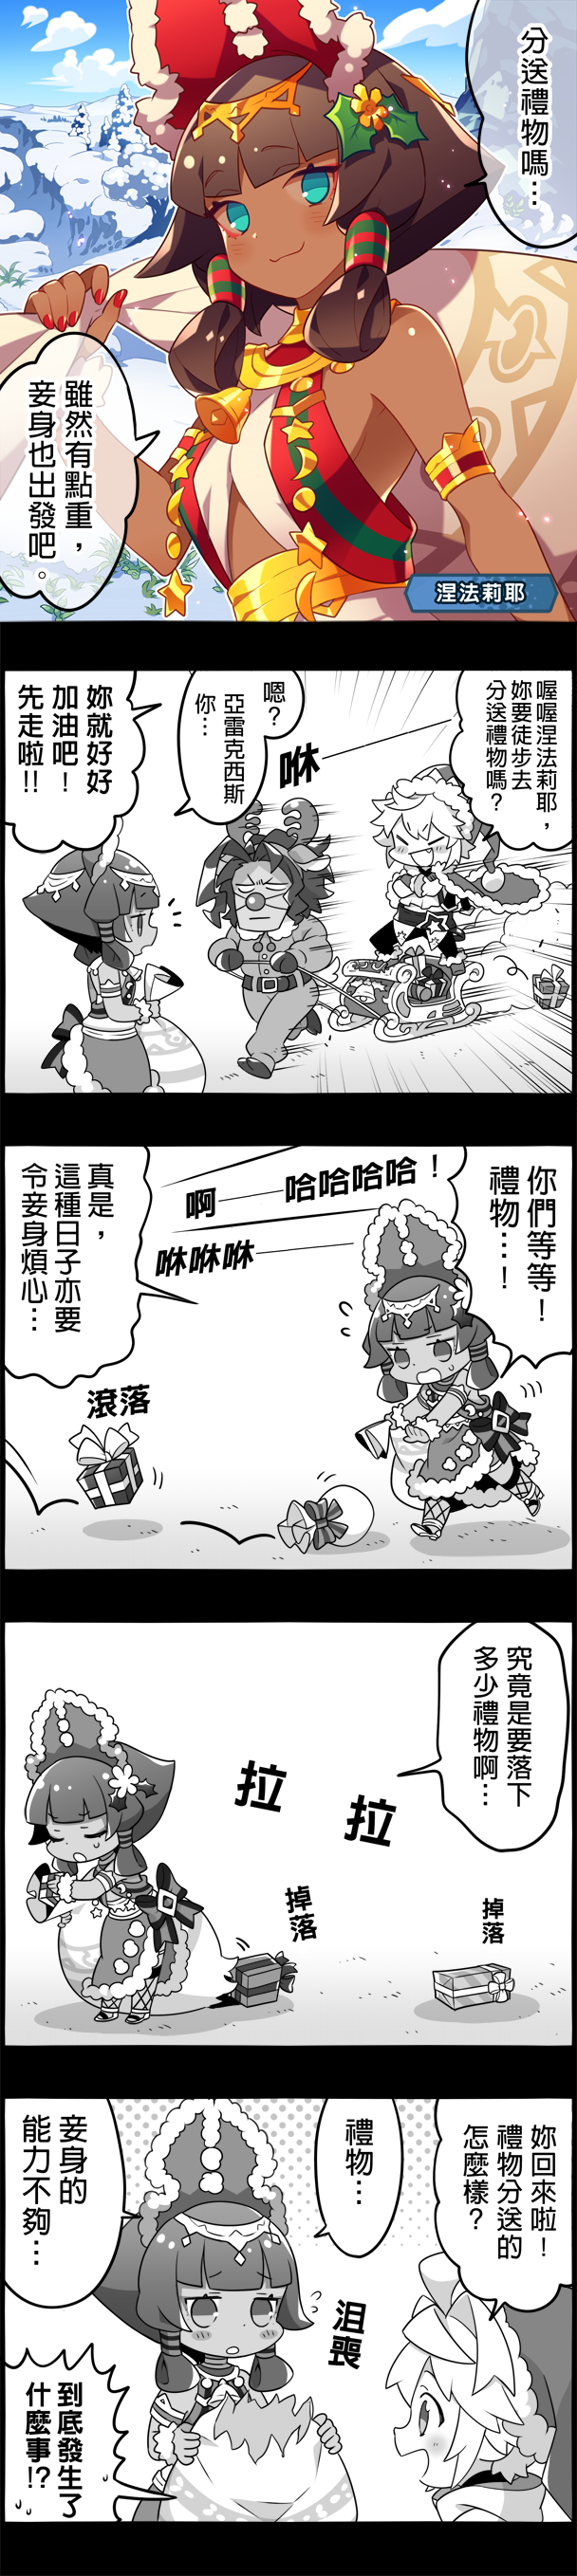 分送禮物嗎…
雖然有點重，
妾身也出發吧。
涅法莉耶
喔喔涅法莉耶，
妳要徒步去
分送禮物嗎？
咻——
嗯？
亞雷克西斯
你…
妳就好好
加油吧！
先走啦!!
你們等等！
禮物…！
啊——哈哈哈哈！
咻咻咻——
真是，
這種日子亦要
令妾身煩心…
滾落
究竟是要落下
多少禮物啊…
拉
拉
掉落
掉落
妳回來啦！
禮物分送的
怎麼樣？
禮物…
沮喪
妾身的
能力不夠…
到底發生了
什麼事!?